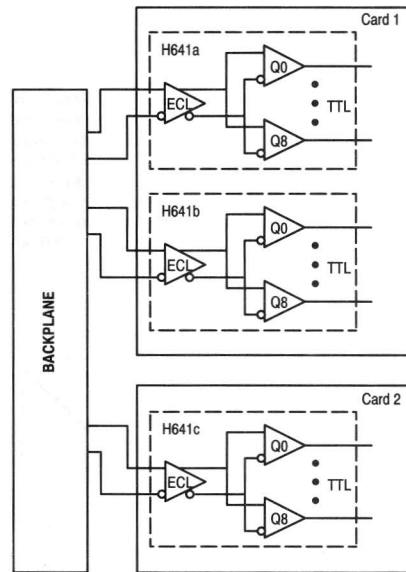 Card 1
H641a
ECL
Q0
TTL
Q8
H641b
ECL
Q0
TTL
Q8
BACKPLANE
Card 2
H641c
ECL
Q0
TTL
Q8